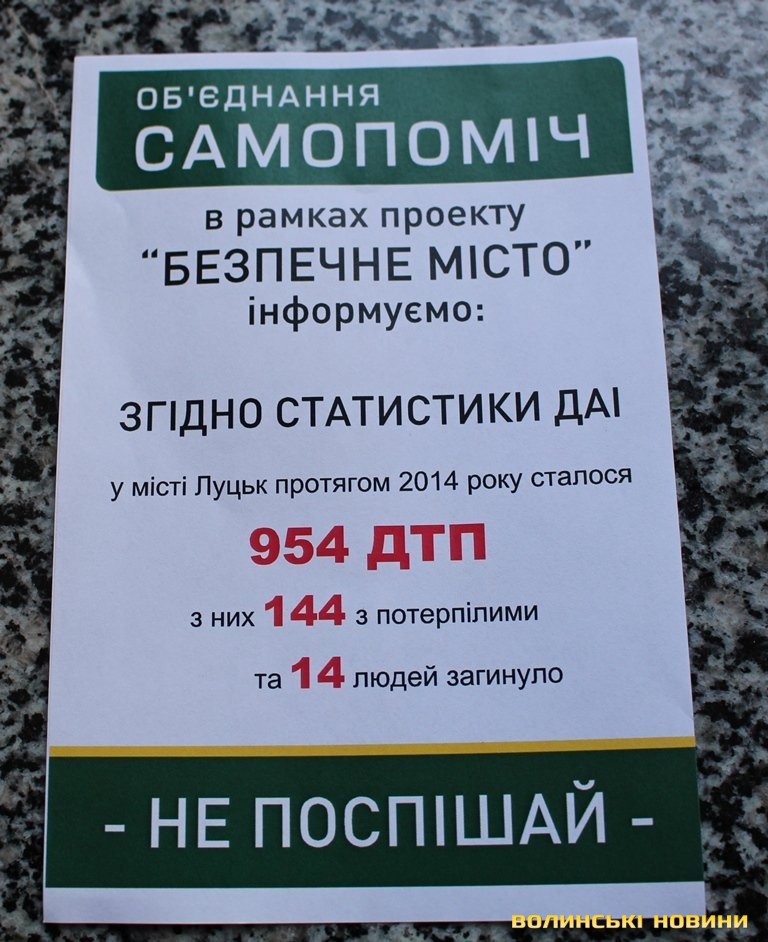 ОБ'ЄДНАННЯ
САМОПОМІЧ
в рамках проекту
“БЕЗПЕЧНЕ МІСТО”
інформуємо:
ЗГІДНО СТАТИСТИКИ ДАІ
у місті Луцьк протягом 2014 року сталося
954 ДТП
з них 144 з потерпілими
та 14 людей загинуло
- НЕ ПОСПІШАЙ -
ВОЛИНСЬКІ НОВИНИ